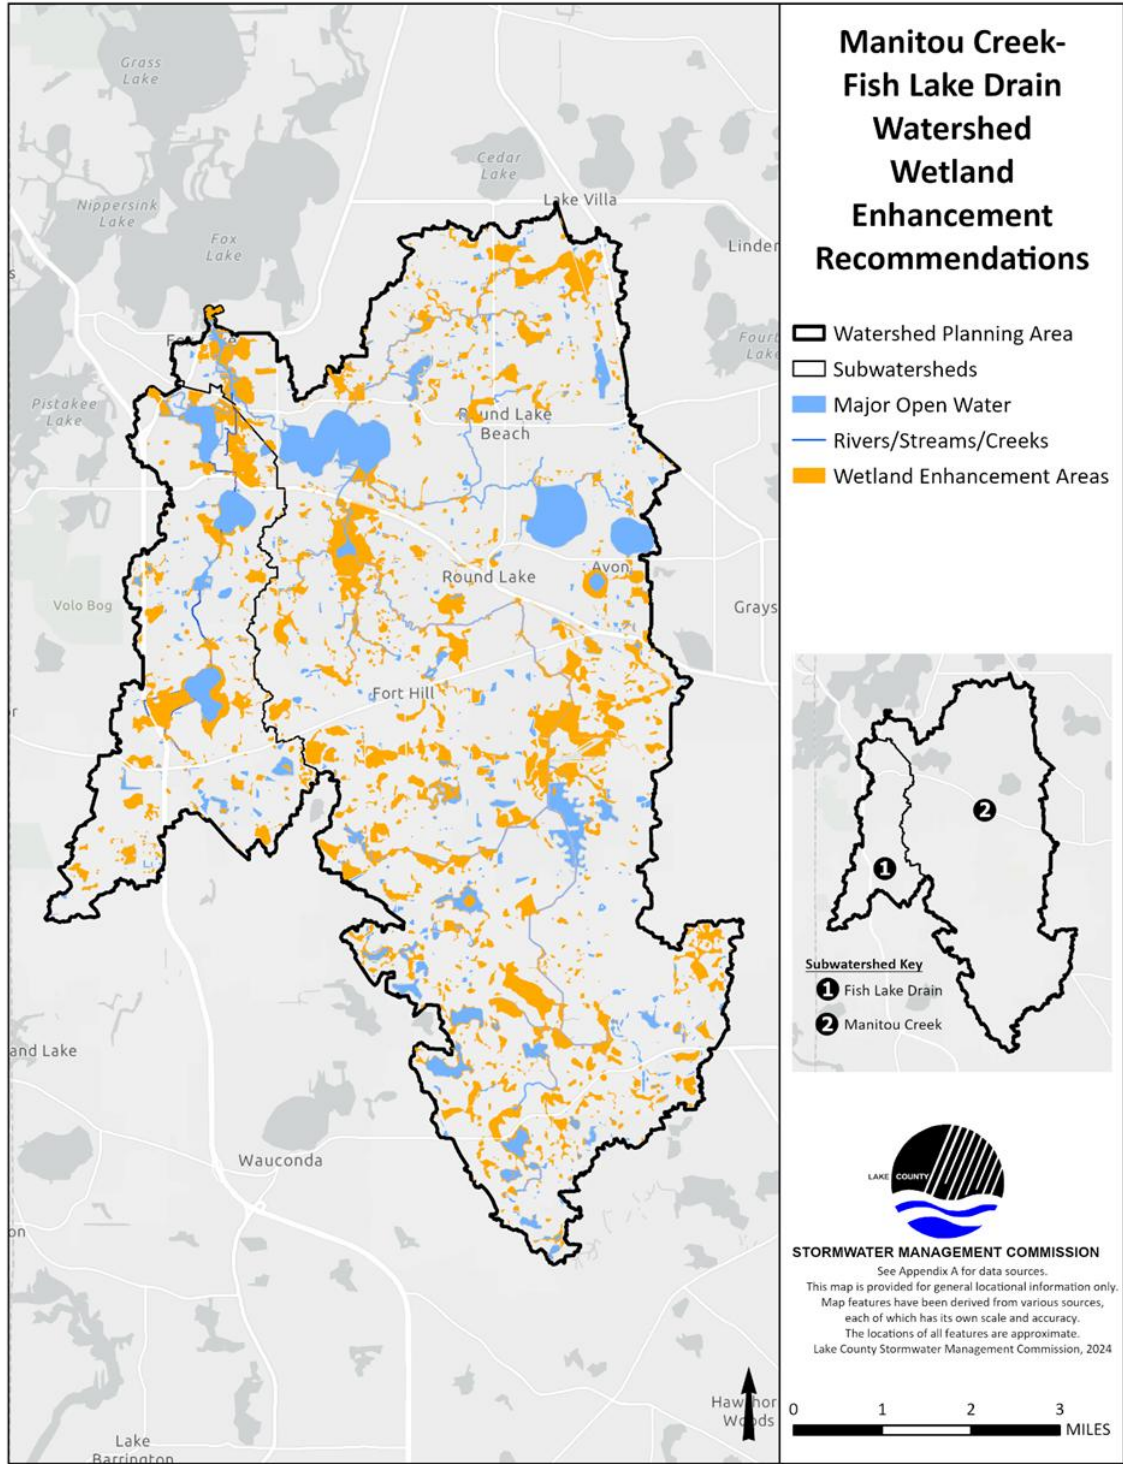 Manitou Creek-
Fish Lake Drain
Watershed
Wetland
Enhancement
Recommendations
Watershed Planning Area
Subwatersheds
Major Open Water
Rivers/Streams/Creeks
Wetland Enhancement Areas
Grass
Lake
Cedar
Lake
Nippersink
Lake
Lake Villa
Fox
Lake
Linden
Pistakee
Lake
Round Lake
Beach
Round Lake
Avon
Volo Bog
Grays
Fort Hill
and Lake
Wauconda
on
Hawthor
Woods
Lake
Barrington
2
1
Subwatershed Key
1 Fish Lake Drain
2 Manitou Creek
LAKE COUNTY
STORMWATER MANAGEMENT COMMISSION
See Appendix A for data sources.
This map is provided for general locational information only.
Map features have been derived from various sources,
each of which has its own scale and accuracy.
The locations of all features are approximate.
Lake County Stormwater Management Commission, 2024
0 1 2 3
MILES